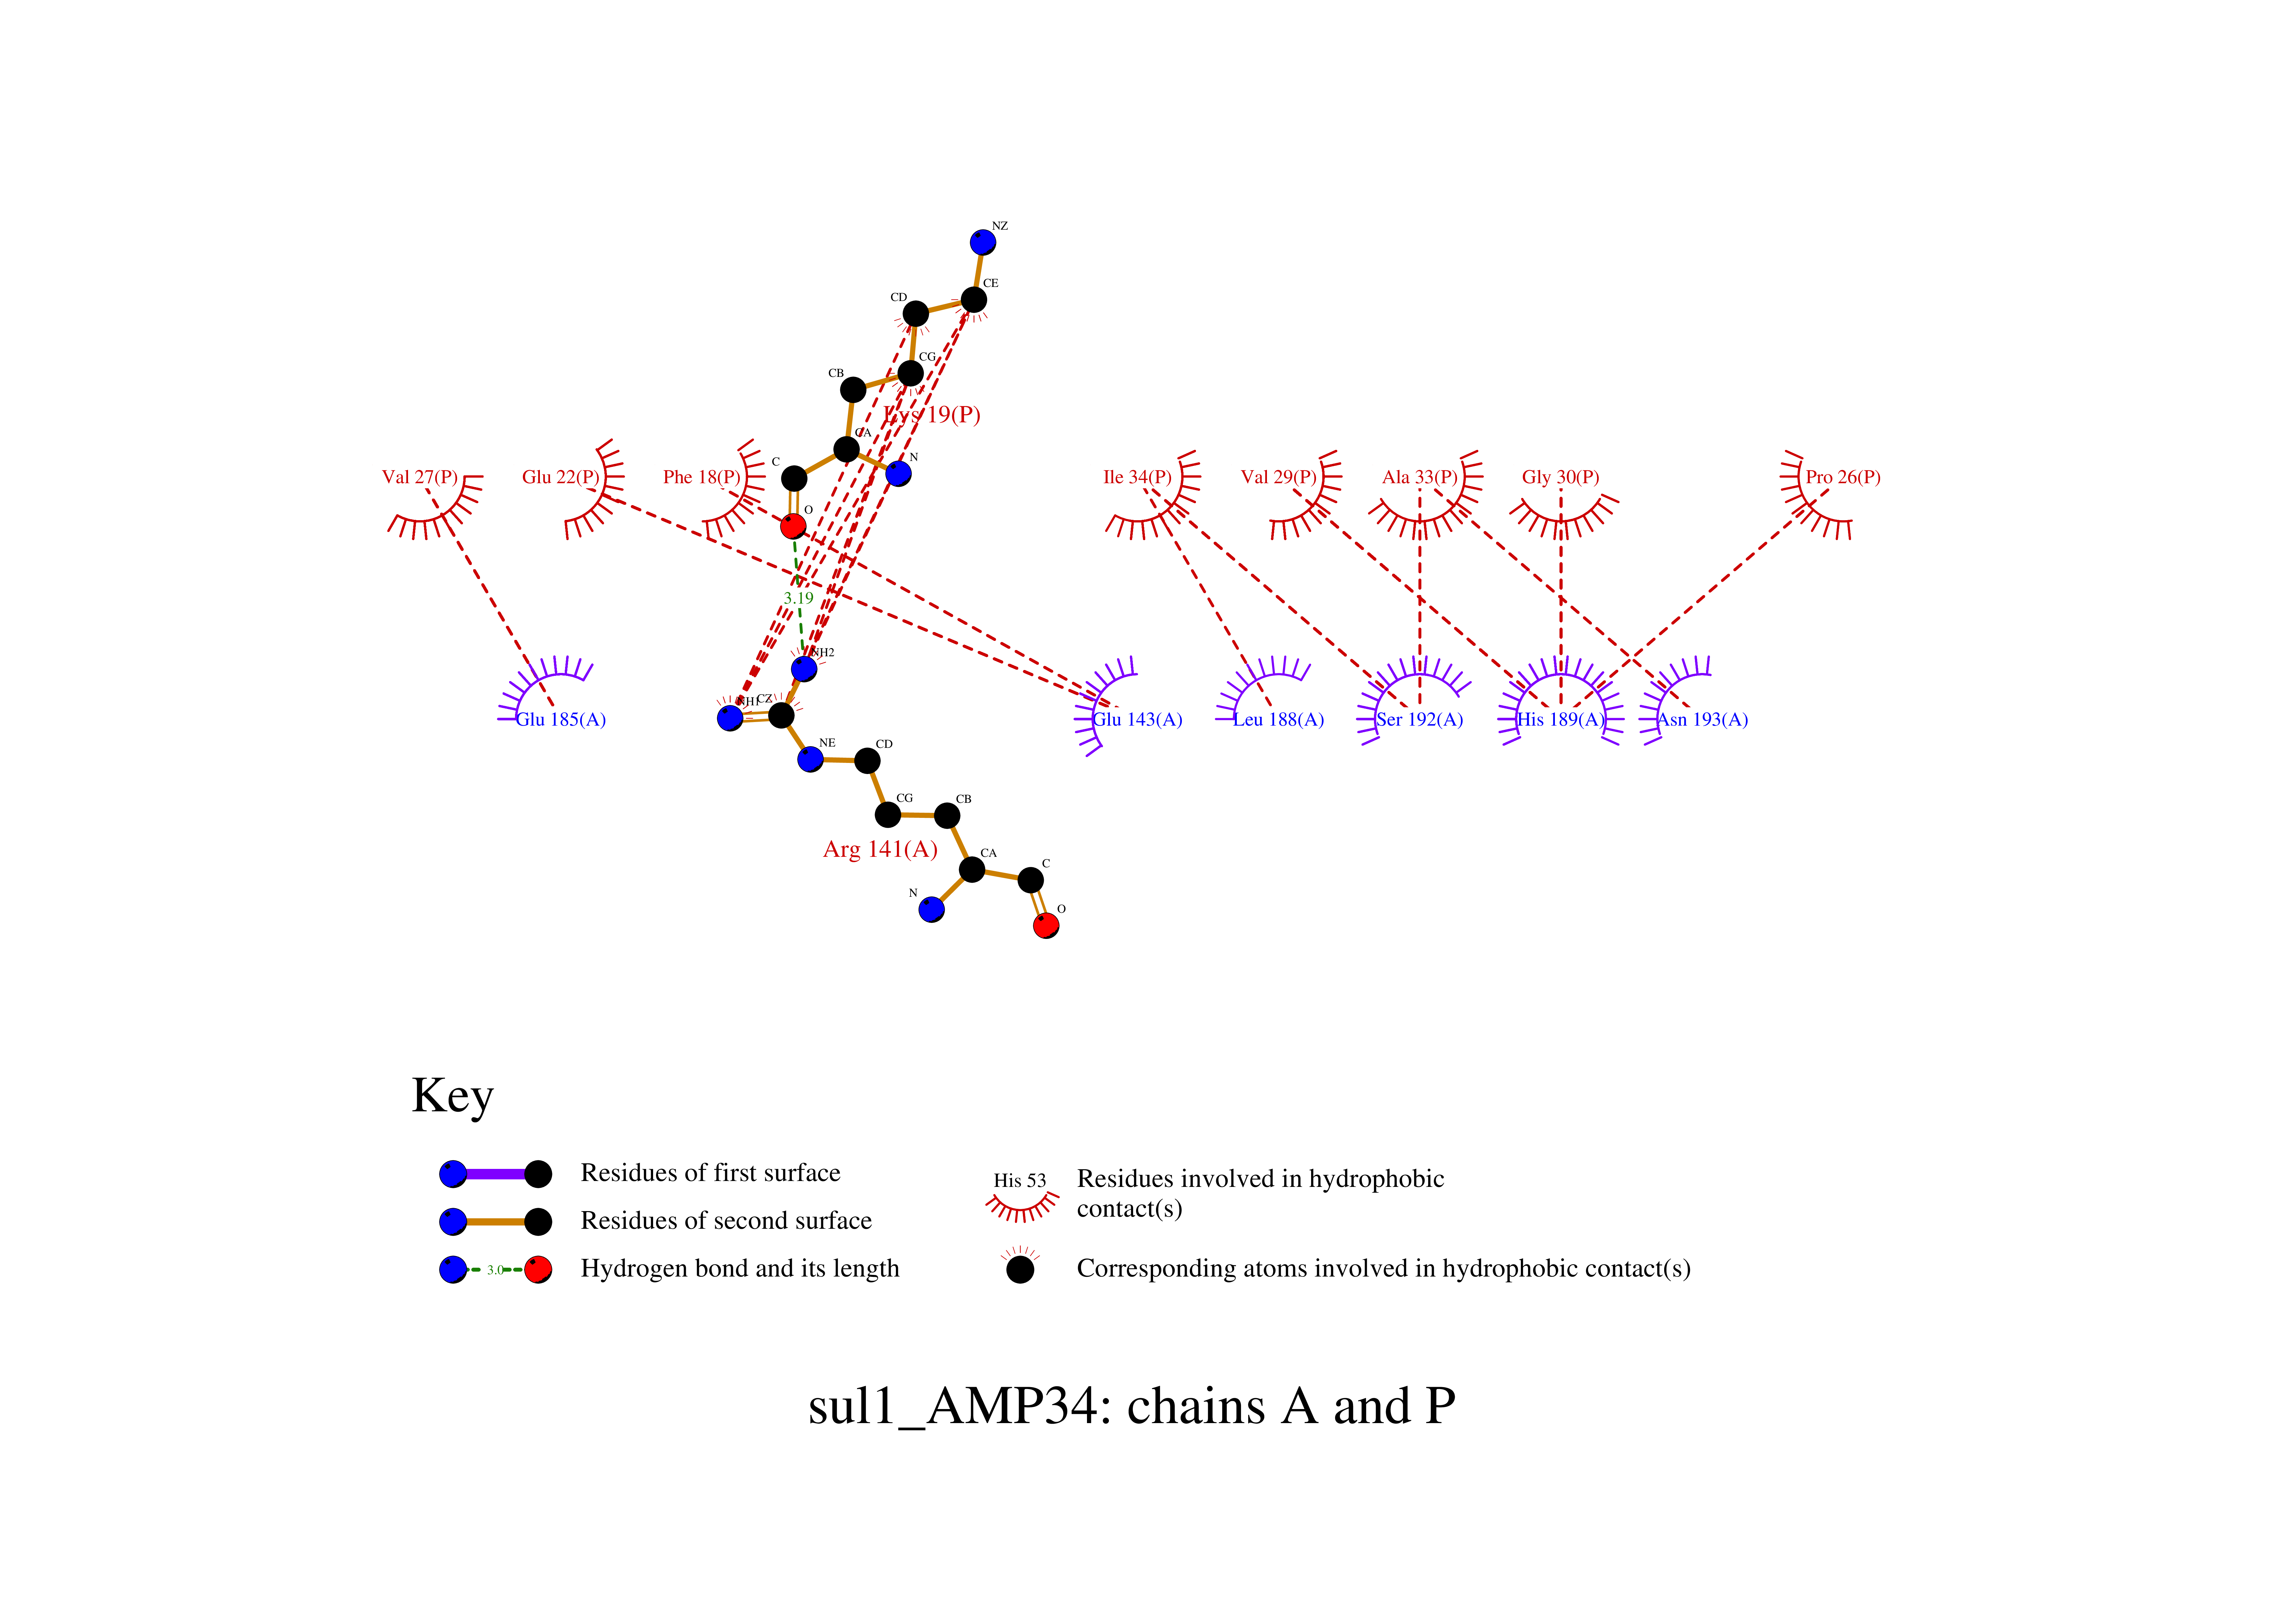 NZ
CE
CD
CG
CB
Lys 19(P)
CA
N
C
O
Val 27(P)
Glu 22(P)
Phe 18(P)
Ile 34(P)
Val 29(P)
Ala 33(P)
Gly 30(P)
Pro 26(P)
3.19
NH2
NH1
CZ
Glu 185(A)
Glu 143(A)
Leu 188(A)
Ser 192(A)
His 189(A)
Asn 193(A)
NE
CD
CG
CB
Arg 141(A)
CA
C
N
O
Key
Residues of first surface
Residues of second surface
3.0
Hydrogen bond and its length
His 53
Residues involved in hydrophobic
contact(s)
Corresponding atoms involved in hydrophobic contact(s)
sul1_AMP34: chains A and P